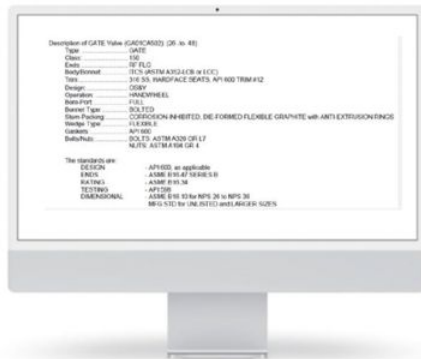 Description of GATE Valve (GA01CA502): (26 to 48)
Type ............ GATE
Class ............ 150
Ends ............ RF FLG
Body/Bonnet ............ LTCS (ASTM A352-LCB or LCC)
Trim ............ 316 SS, HARDFACE SEATS, API 600 TRIM #12
Design ............ OS&Y
Operation ............ HANDWHEEL
Bore-Port ............ FULL
Bonnet Type ............ BOLTED
Stem-Packing ............ CORROSION INHIBITED, DIE-FORMED FLEXIBLE GRAPHITE with ANTI EXTRUSION RINGS
Wedge Type ............ FLEXIBLE
Gaskets ............ API 600
Bolts/Nuts ............ BOLTS: ASTM A320 GR L7
NUTS: ASTM A194 GR 4
The standards are
DESIGN - API 600, as applicable
ENDS - ASME B16.47 SERIES B
RATING - ASME B16.34
TESTING - API 598
DIMENSIONAL - ASME B16.10 for NPS 26 to NPS 36
MFG STD for UNLISTED and LARGER SIZES